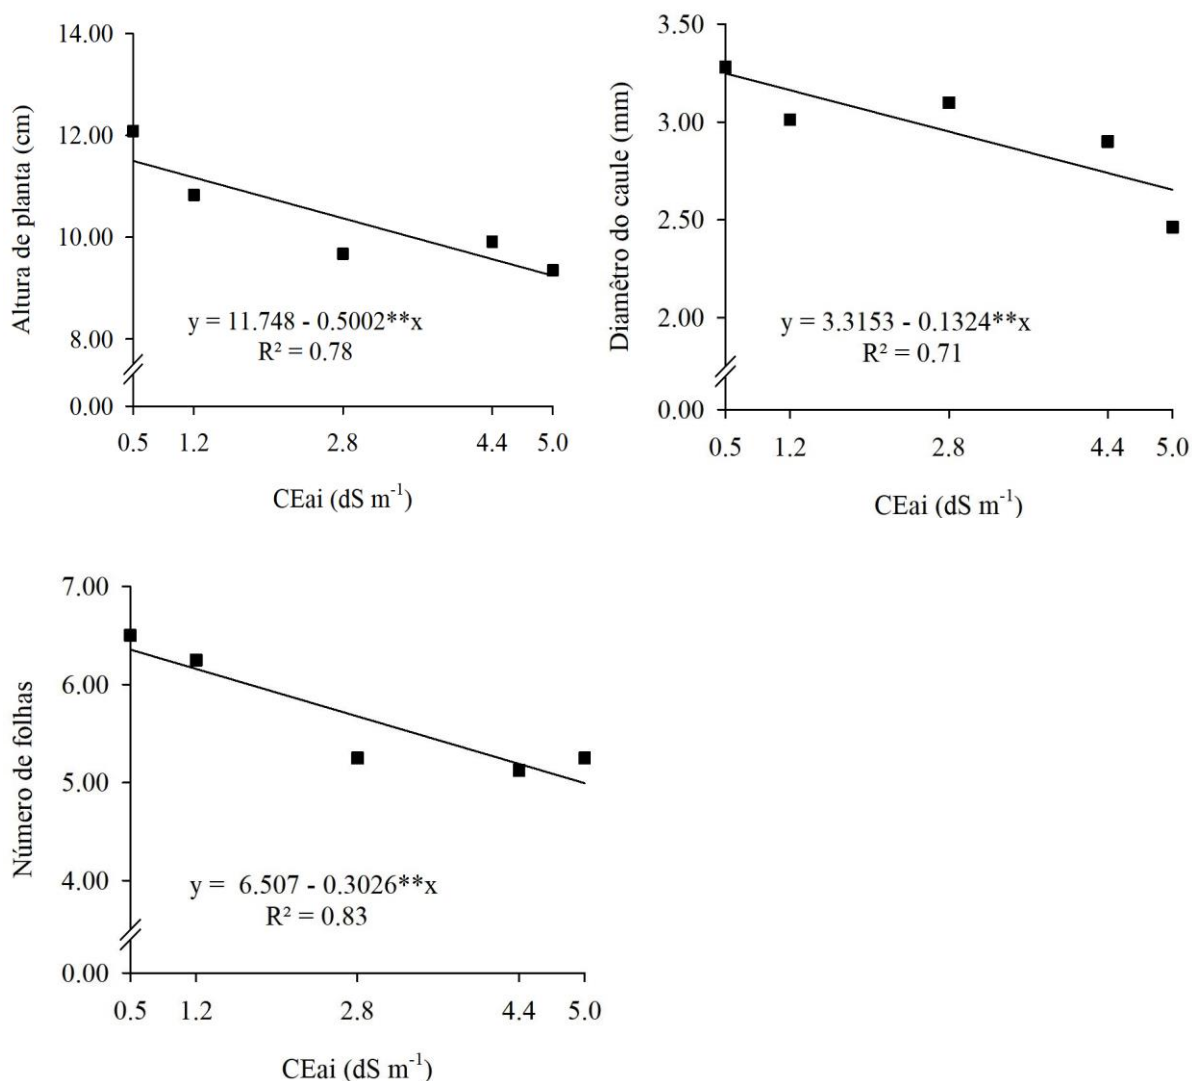 14.00
12.00
10.00
8.00
0.00
Altura de planta (cm)
y = 11.748 - 0.5002**x
R² = 0.78
0.5 1.2 2.8 4.4 5.0
CEai (dS m⁻¹)
3.50
3.00
2.50
2.00
0.00
Diamêtro do caule (mm)
y = 3.3153 - 0.1324**x
R² = 0.71
0.5 1.2 2.8 4.4 5.0
CEai (dS m⁻¹)
7.00
6.00
5.00
4.00
0.00
Número de folhas
y = 6.507 - 0.3026**x
R² = 0.83
0.5 1.2 2.8 4.4 5.0
CEai (dS m⁻¹)